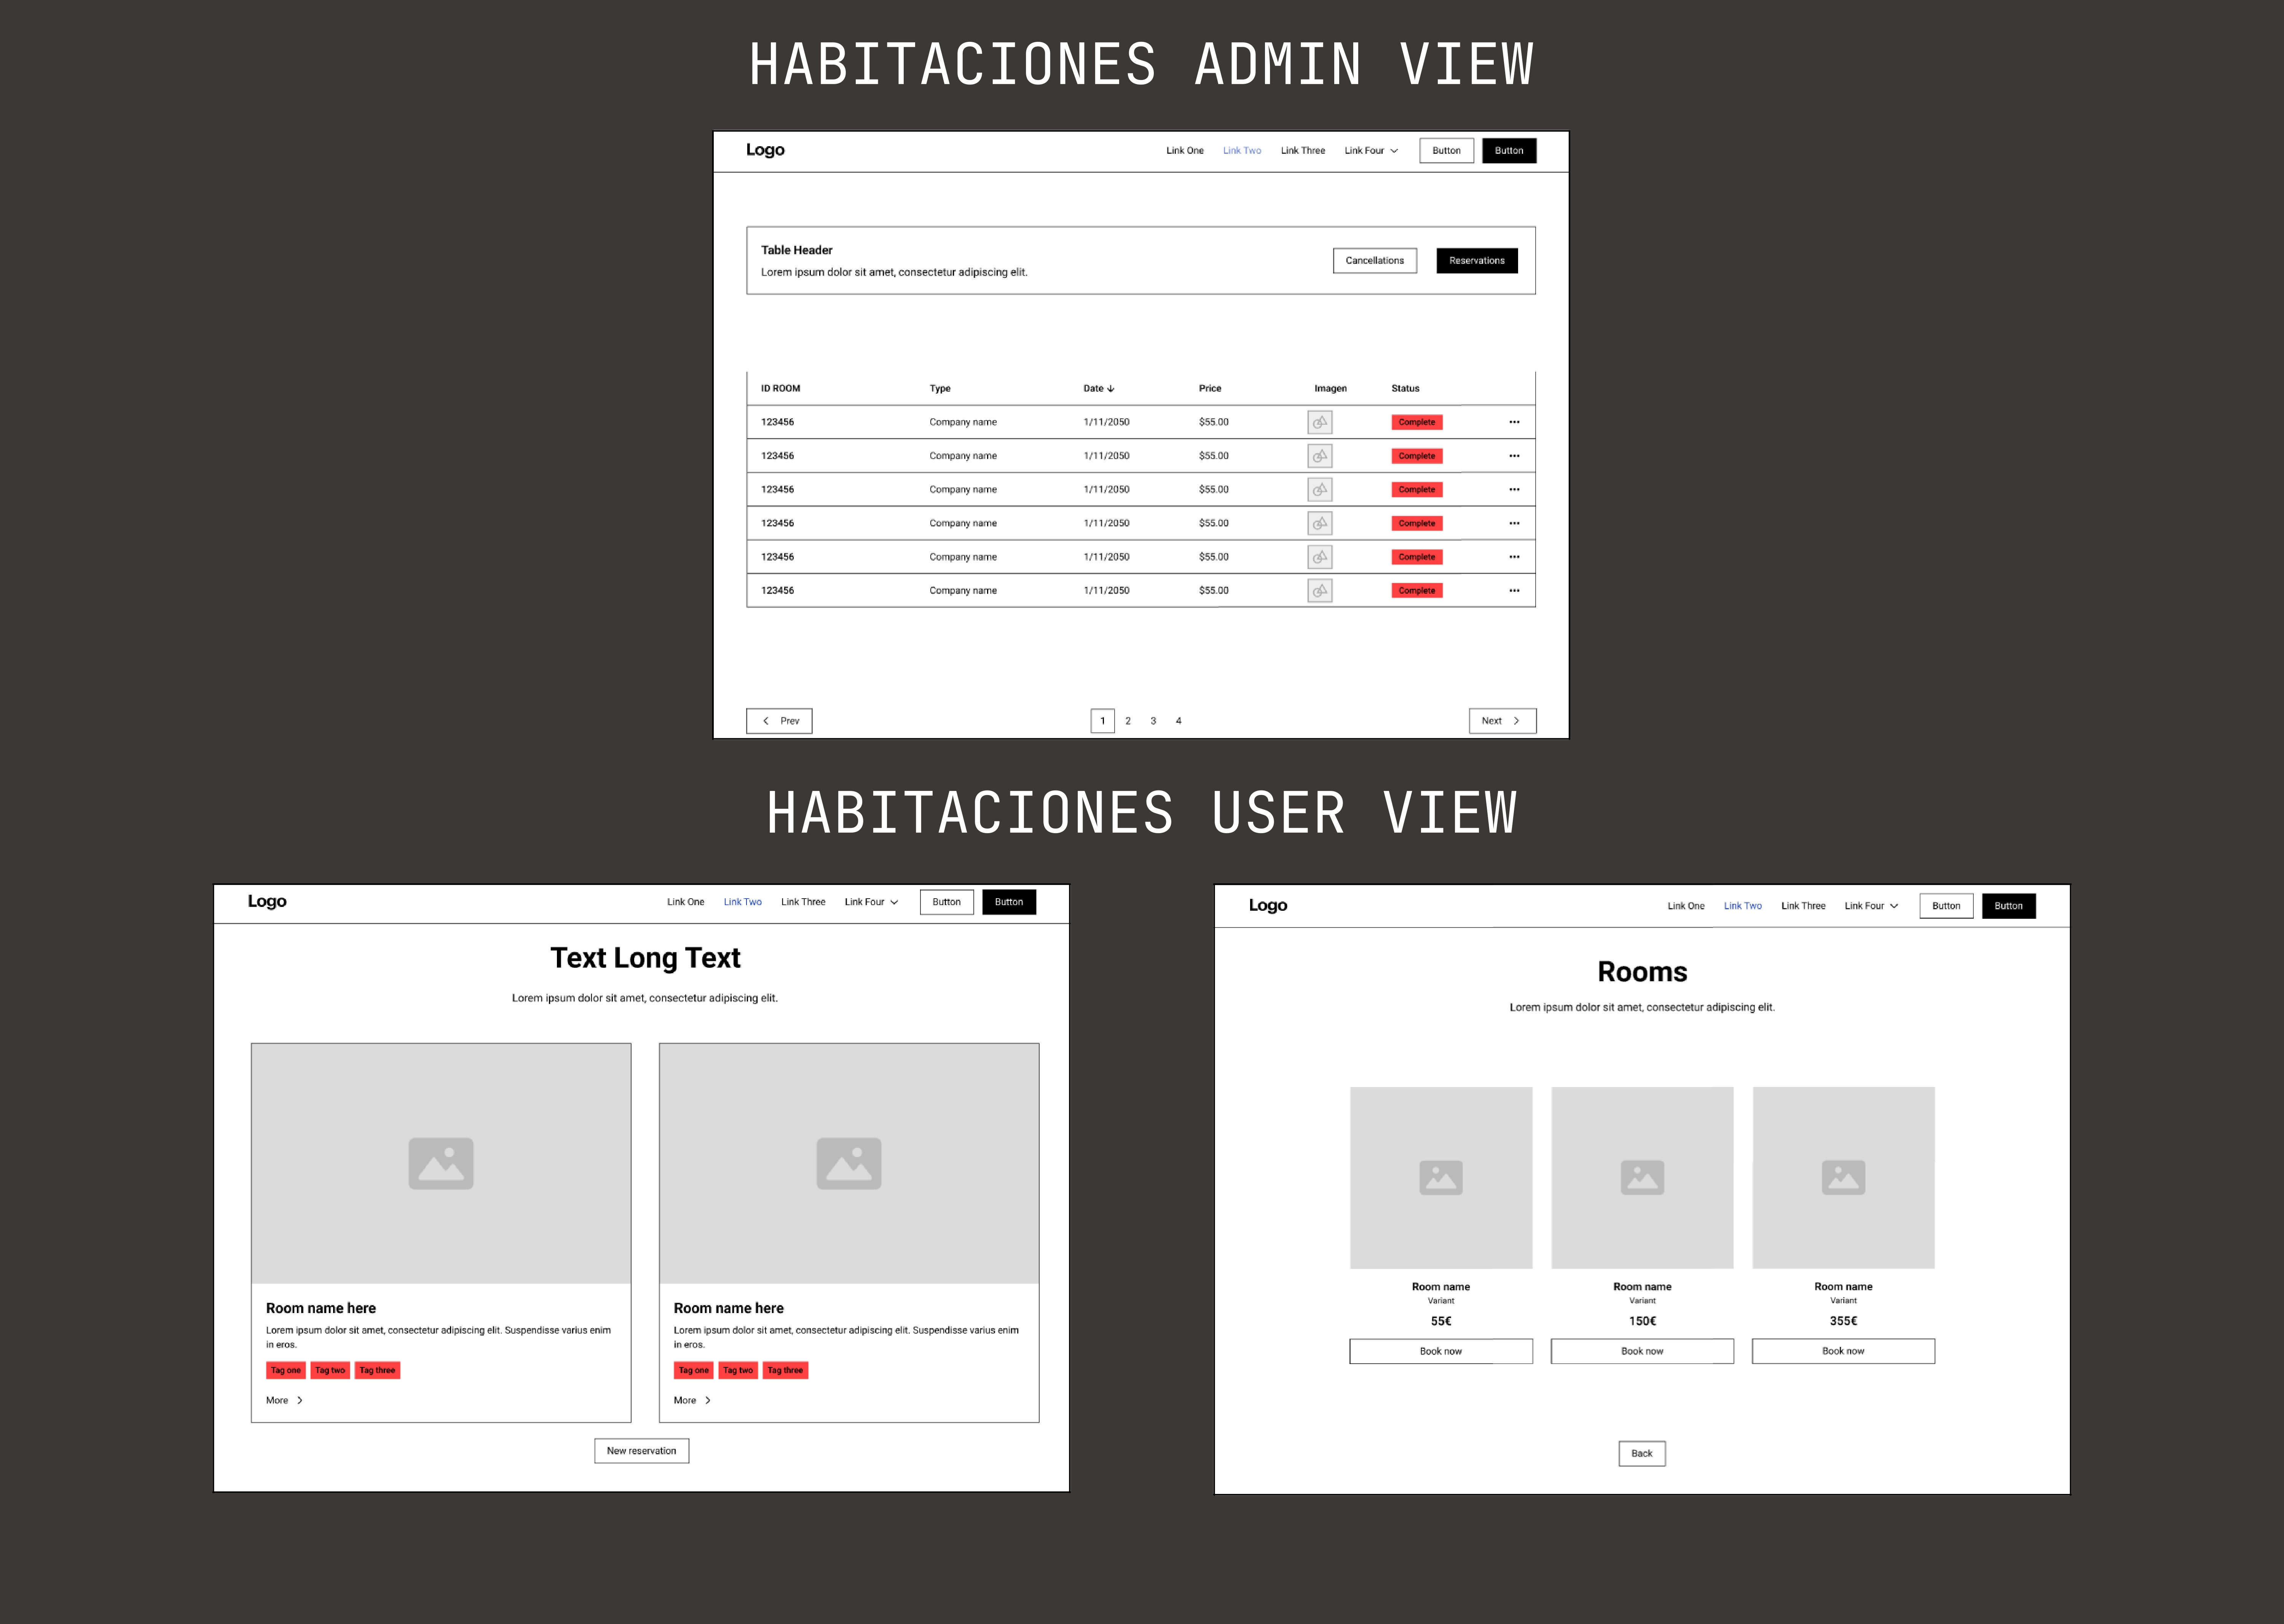 HABITACIONES ADMIN VIEW
Logo Link One Link Two Link Three Link Four Button Button
Table Header
Lorem ipsum dolor sit amet, consectetur adipiscing elit.
Cancellations Reservations
ID ROOM Type Date ↓ Price Imagen Status
123456 Company name 1/11/2050 $55.00 Complete ...
123456 Company name 1/11/2050 $55.00 Complete ...
123456 Company name 1/11/2050 $55.00 Complete ...
123456 Company name 1/11/2050 $55.00 Complete ...
123456 Company name 1/11/2050 $55.00 Complete ...
123456 Company name 1/11/2050 $55.00 Complete ...
< Prev 1 2 3 4 Next >
HABITACIONES USER VIEW
Logo Link One Link Two Link Three Link Four Button Button
Text Long Text
Lorem ipsum dolor sit amet, consectetur adipiscing elit.
Room name here
Lorem ipsum dolor sit amet, consectetur adipiscing elit. Suspendisse varius enim
in eros.
Tag one Tag two Tag three
More >
Room name here
Lorem ipsum dolor sit amet, consectetur adipiscing elit. Suspendisse varius enim
in eros.
Tag one Tag two Tag three
More >
New reservation
Logo Link One Link Two Link Three Link Four Button Button
Rooms
Lorem ipsum dolor sit amet, consectetur adipiscing elit.
Room name
Variant
55€
Book now
Room name
Variant
150€
Book now
Room name
Variant
355€
Book now
Back